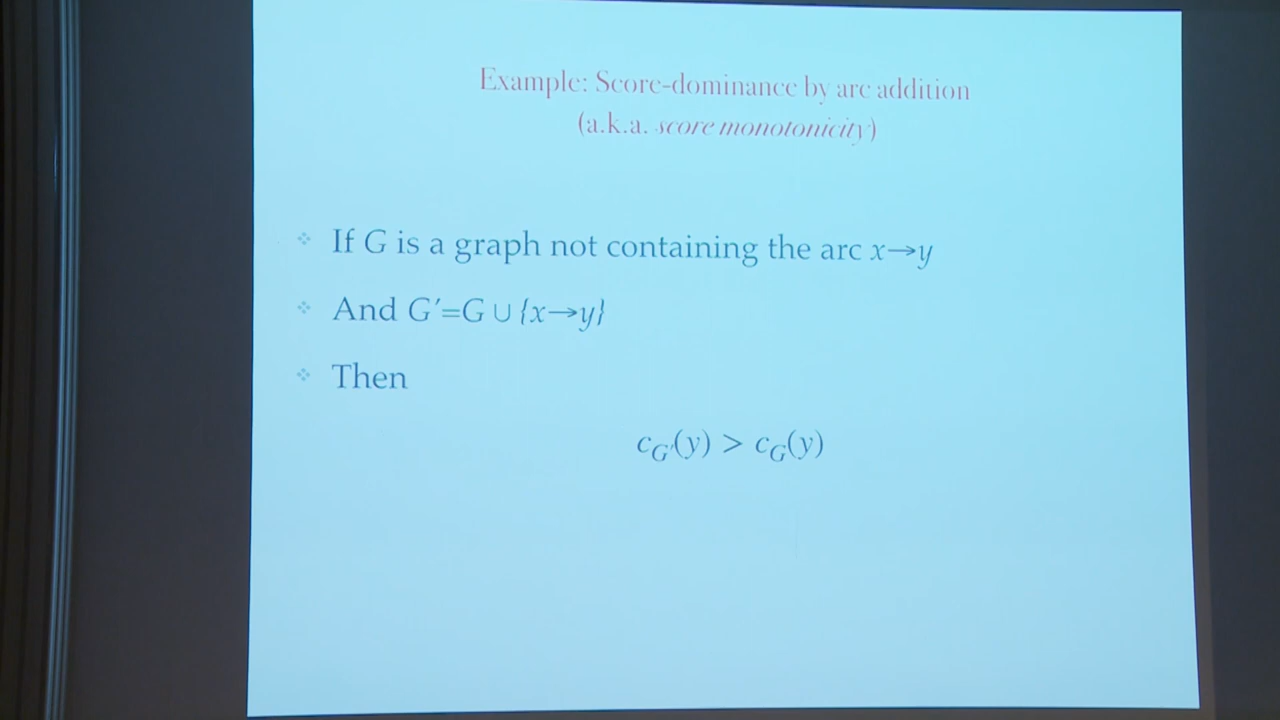 Example: Score-dominance by arc addition
(a.k.a. score monotonicity)
If G is a graph not containing the arc x→y
And G′=G ∪ {x→y}
Then
c_G′(y) > c_G(y)